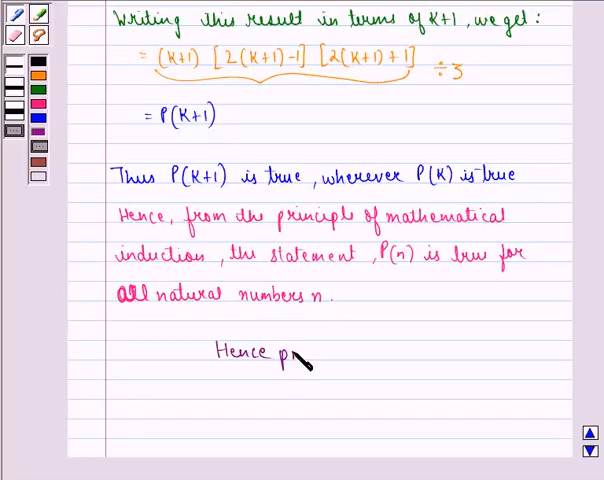 Writing this result in terms of K+1, we get:
= (K+1) [2(K+1)-1] [2(K+1)+1] ÷3
= P(K+1)
Thus P(K+1) is true, wherever P(K) is true
Hence, from the principle of mathematical
induction, the statement, P(n) is true for
all natural numbers n.
Hence p